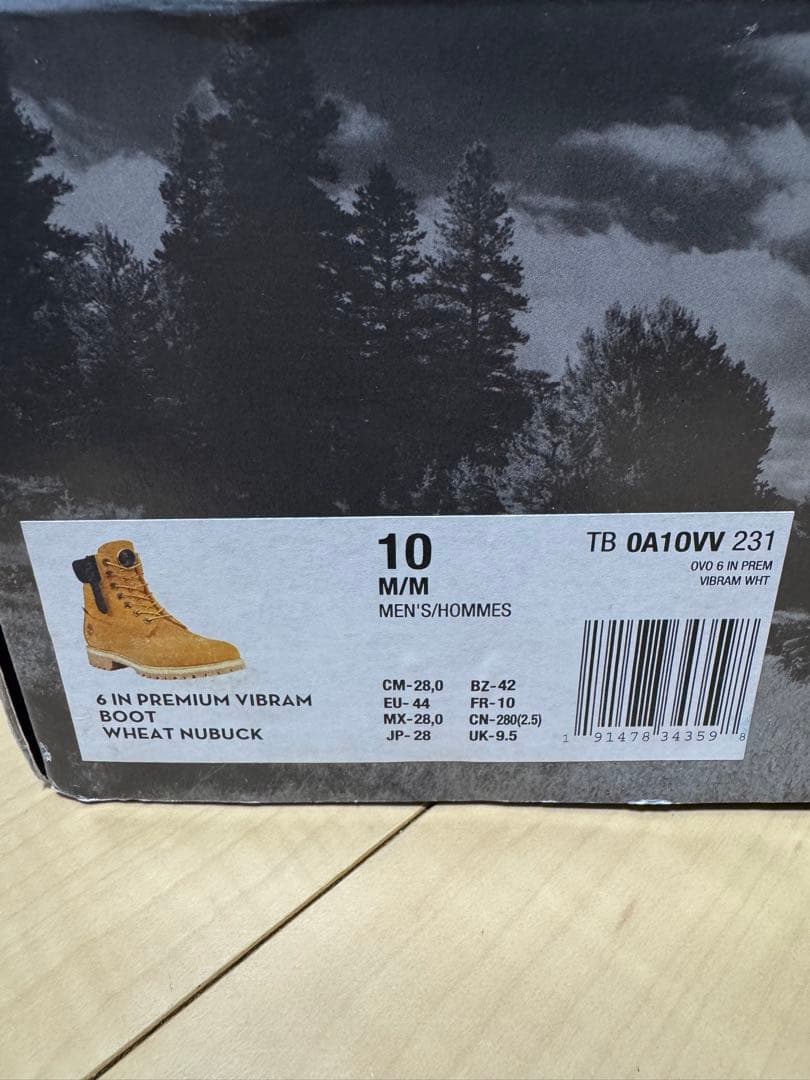 10
M/M
MEN'S/HOMMES
TB 0A10VV 231
OVO 6 IN PREM
VIBRAM WHT
6 IN PREMIUM VIBRAM
BOOT
WHEAT NUBUCK
CM-28,0 BZ-42
EU- 44 FR-10
MX-28,0 CN-280(2.5)
JP- 28 UK-9.5
1 91478 34359 8